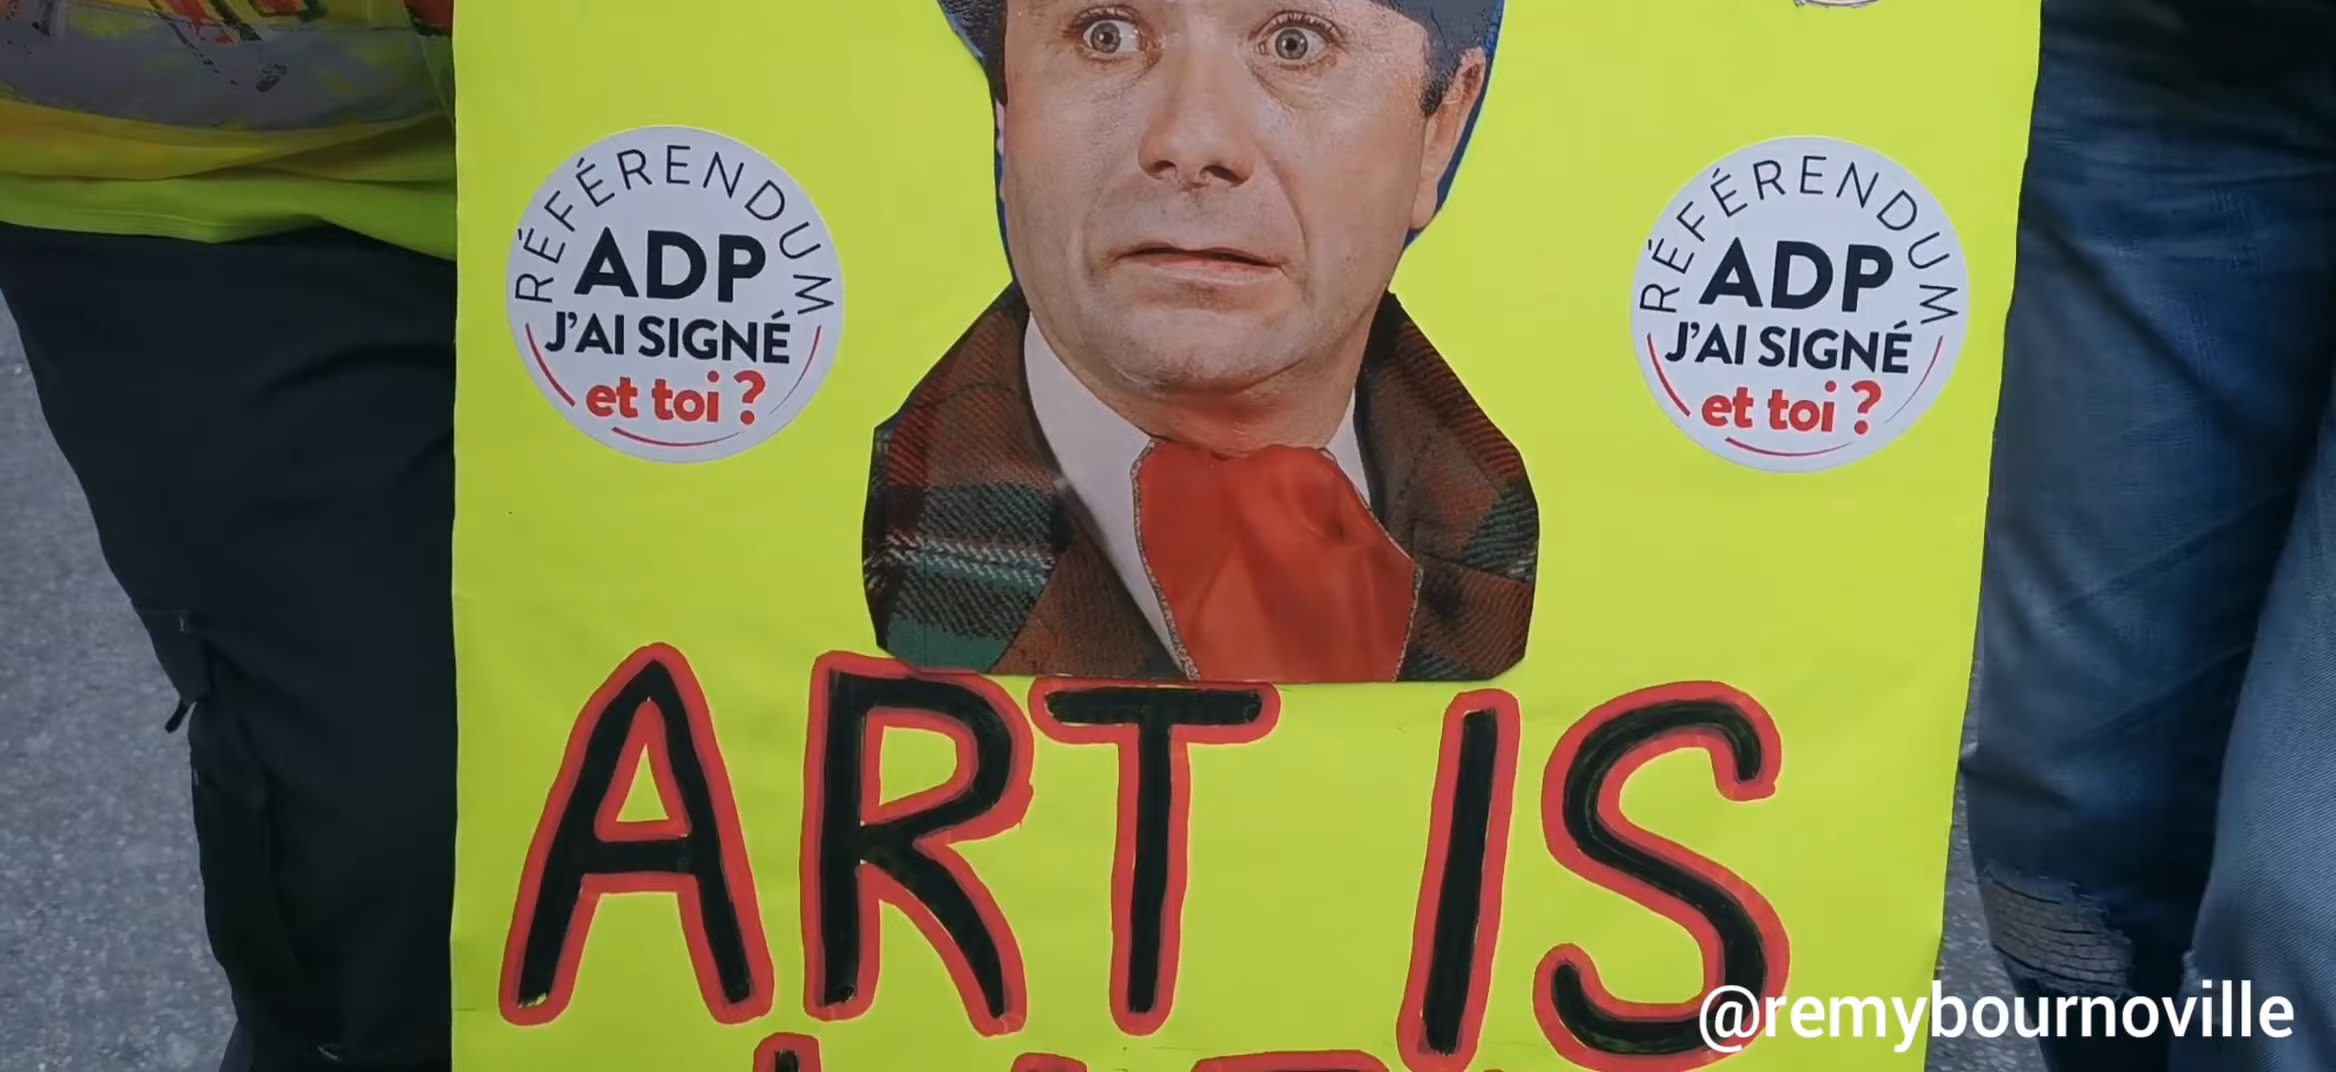 RÉFÉRENDUM
ADP
J'AI SIGNÉ
et toi ?
RÉFÉRENDUM
ADP
J'AI SIGNÉ
et toi ?
ART IS
@remybournoville